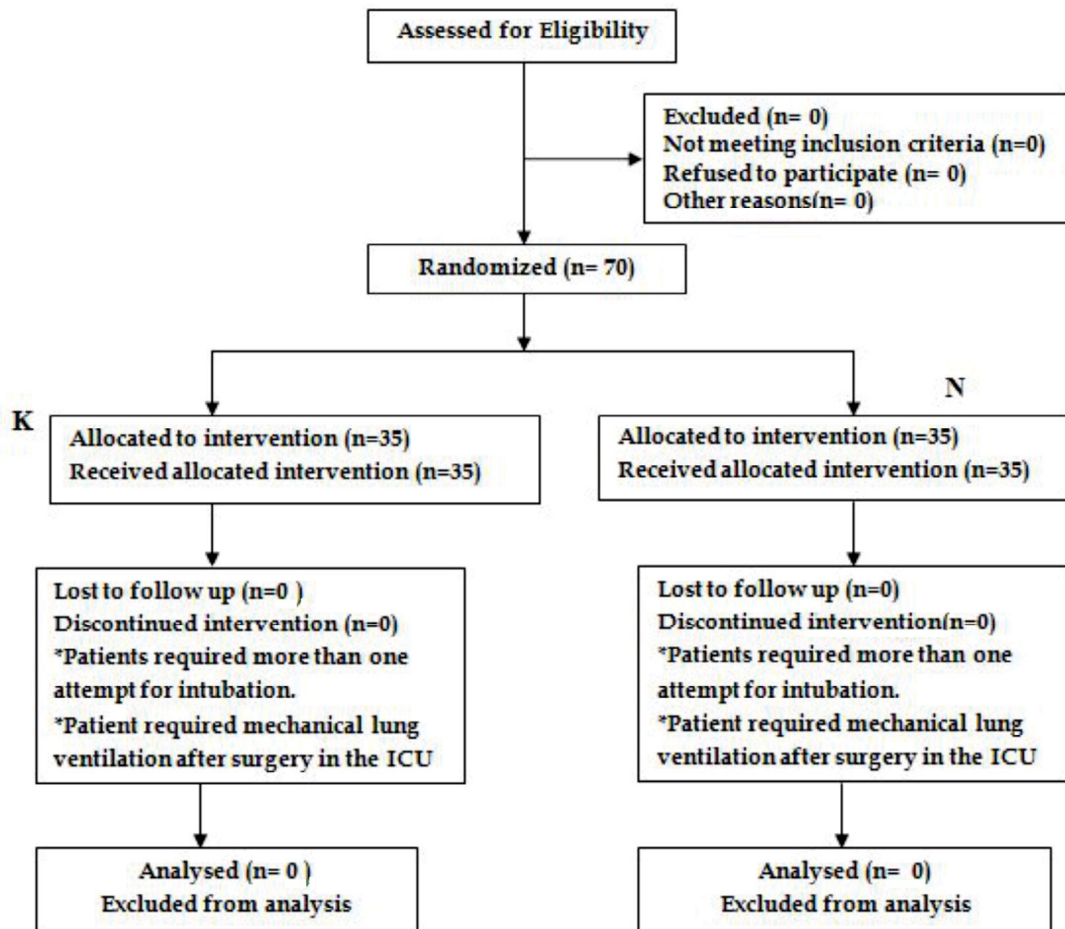 Assessed for Eligibility
Excluded (n= 0)
Not meeting inclusion criteria (n=0)
Refused to participate (n= 0)
Other reasons(n= 0)
Randomized (n= 70)
K
Allocated to intervention (n=35)
Received allocated intervention (n=35)
N
Allocated to intervention (n=35)
Received allocated intervention (n=35)
Lost to follow up (n=0 )
Discontinued intervention (n=0)
*Patients required more than one
attempt for intubation.
*Patient required mechanical lung
ventilation after surgery in the ICU
Lost to follow up (n=0)
Discontinued intervention(n=0)
*Patients required more than one
attempt for intubation.
*Patient required mechanical lung
ventilation after surgery in the ICU
Analysed (n= 0 )
Excluded from analysis
Analysed (n=  0)
Excluded from analysis